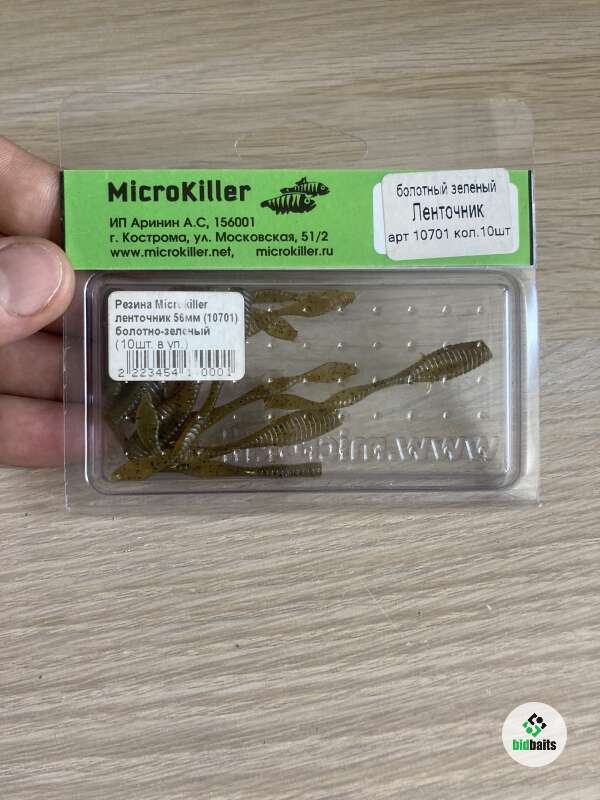 MicroKiller
ИП Аринин А.С, 156001
г. Кострома, ул. Московская, 51/2
www.microkiller.net, microkiller.ru
болотный зеленый
Ленточник
арт 10701 кол.10шт
Резина Microkiller
ленточник 56мм (10701)
болотно-зеленый
(10шт. в уп.)
2 223454 1 0001
www.
bidbaits